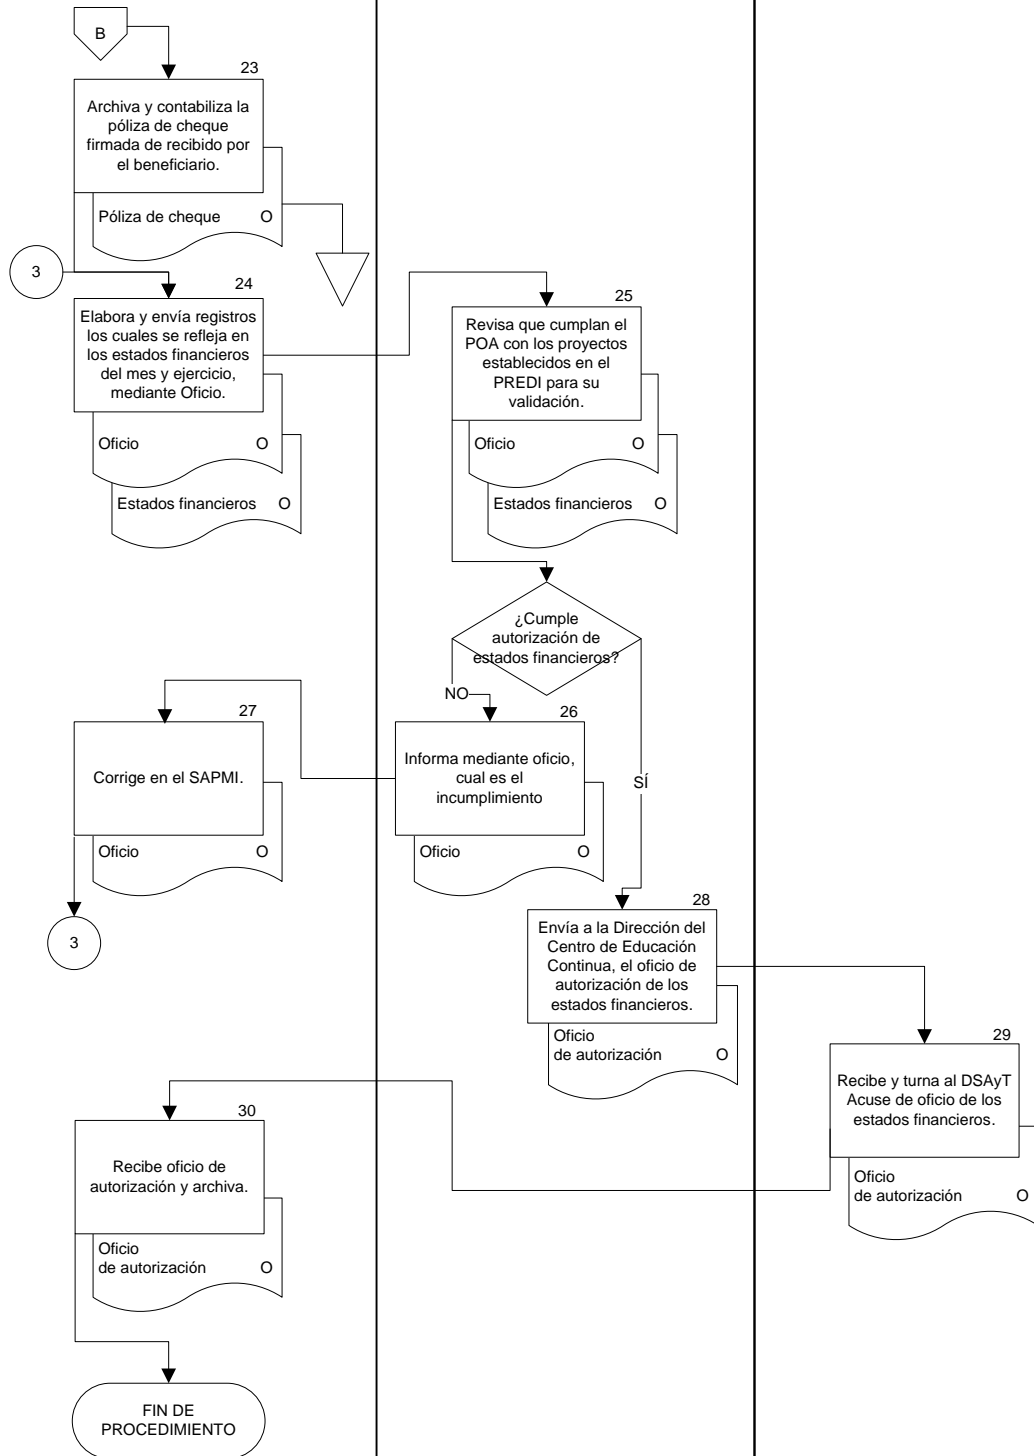 B
23
Archiva y contabiliza la
póliza de cheque
firmada de recibido por
el beneficiario.
Póliza de cheque O
3
24
Elabora y envía registros
los cuales se refleja en
los estados financieros
del mes y ejercicio,
mediante Oficio.
Oficio O
Estados financieros O
25
Revisa que cumplan el
POA con los proyectos
establecidos en el
PREDI para su
validación.
Oficio O
Estados financieros O
¿Cumple
autorización de
estados financieros?
NO
SÍ
26
Informa mediante oficio,
cual es el
incumplimiento
Oficio O
27
Corrige en el SAPMI.
Oficio O
3
28
Envía a la Dirección del
Centro de Educación
Continua, el oficio de
autorización de los
estados financieros.
Oficio
de autorización O
29
Recibe y turna al DSAyT
Acuse de oficio de los
estados financieros.
Oficio
de autorización O
30
Recibe oficio de
autorización y archiva.
Oficio
de autorización O
FIN DE
PROCEDIMIENTO